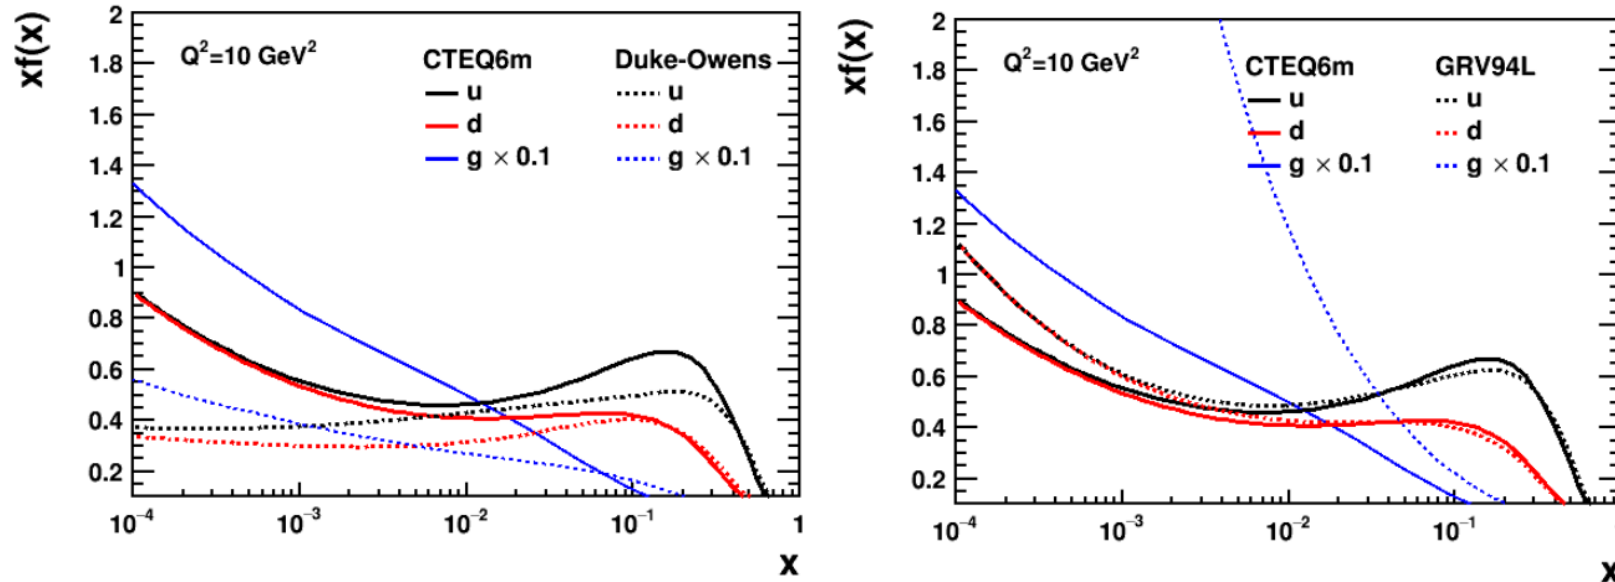 xf(x)
2
1.8
1.6
1.4
1.2
1
0.8
0.6
0.4
0.2
Q²=10 GeV²
CTEQ6m Duke-Owens
u u
d d
g × 0.1 g × 0.1
10⁻⁴ 10⁻³ 10⁻² 10⁻¹ 1
x
xf(x)
2
1.8
1.6
1.4
1.2
1
0.8
0.6
0.4
0.2
Q²=10 GeV²
CTEQ6m GRV94L
u u
d d
g × 0.1 g × 0.1
10⁻⁴ 10⁻³ 10⁻² 10⁻¹
x